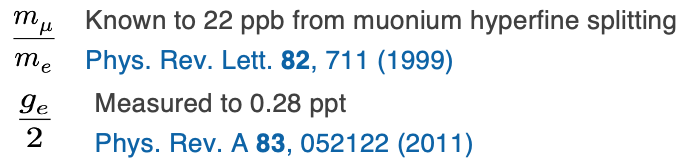 m_μ Known to 22 ppb from muonium hyperfine splitting
m_e Phys. Rev. Lett. 82, 711 (1999)
g_e Measured to 0.28 ppt
2 Phys. Rev. A 83, 052122 (2011)